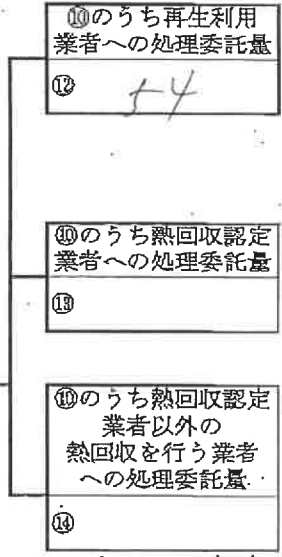 ⑩のうち再生利用
業者への処理委託量
⑫ 54
⑩のうち熱回収認定
業者への処理委託量
⑬
⑩のうち熱回収認定
業者以外の
熱回収を行う業者
への処理委託量
⑭